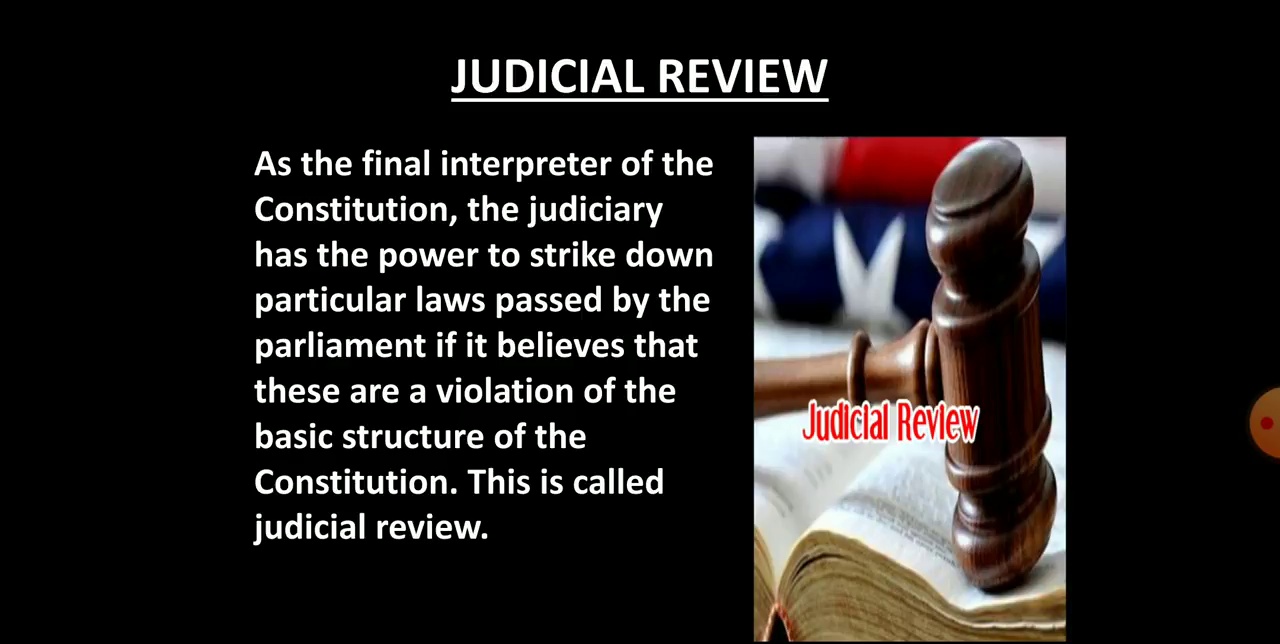 JUDICIAL REVIEW
As the final interpreter of the
Constitution, the judiciary
has the power to strike down
particular laws passed by the
parliament if it believes that
these are a violation of the
basic structure of the
Constitution. This is called
judicial review.
Judicial Review